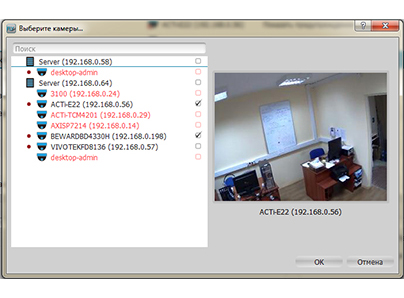 Выберите камеры...
Поиск
Server (192.168.0.58)
desktop-admin
Server (192.168.0.64)
3100 (192.168.0.24)
ACTi-E22 (192.168.0.56)
ACTi-TCM4201 (192.168.0.29)
AXISP7214 (192.168.0.14)
BEWARDBD4330H (192.168.0.198)
VIVOTEKFD8136 (192.168.0.57)
desktop-admin
ACTi-E22 (192.168.0.56)
OK
Отмена